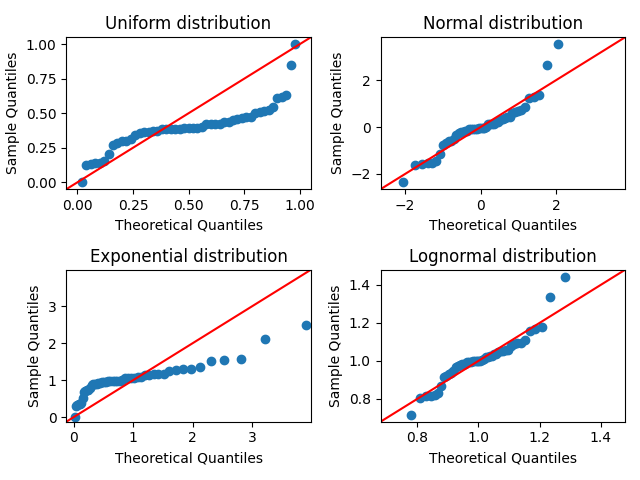 Uniform distribution
Sample Quantiles
1.00
0.75
0.50
0.25
0.00
0.00 0.25 0.50 0.75 1.00
Theoretical Quantiles
Normal distribution
Sample Quantiles
2
0
−2
−2 0 2
Theoretical Quantiles
Exponential distribution
Sample Quantiles
3
2
1
0
0 1 2 3
Theoretical Quantiles
Lognormal distribution
Sample Quantiles
1.4
1.2
1.0
0.8
0.8 1.0 1.2 1.4
Theoretical Quantiles